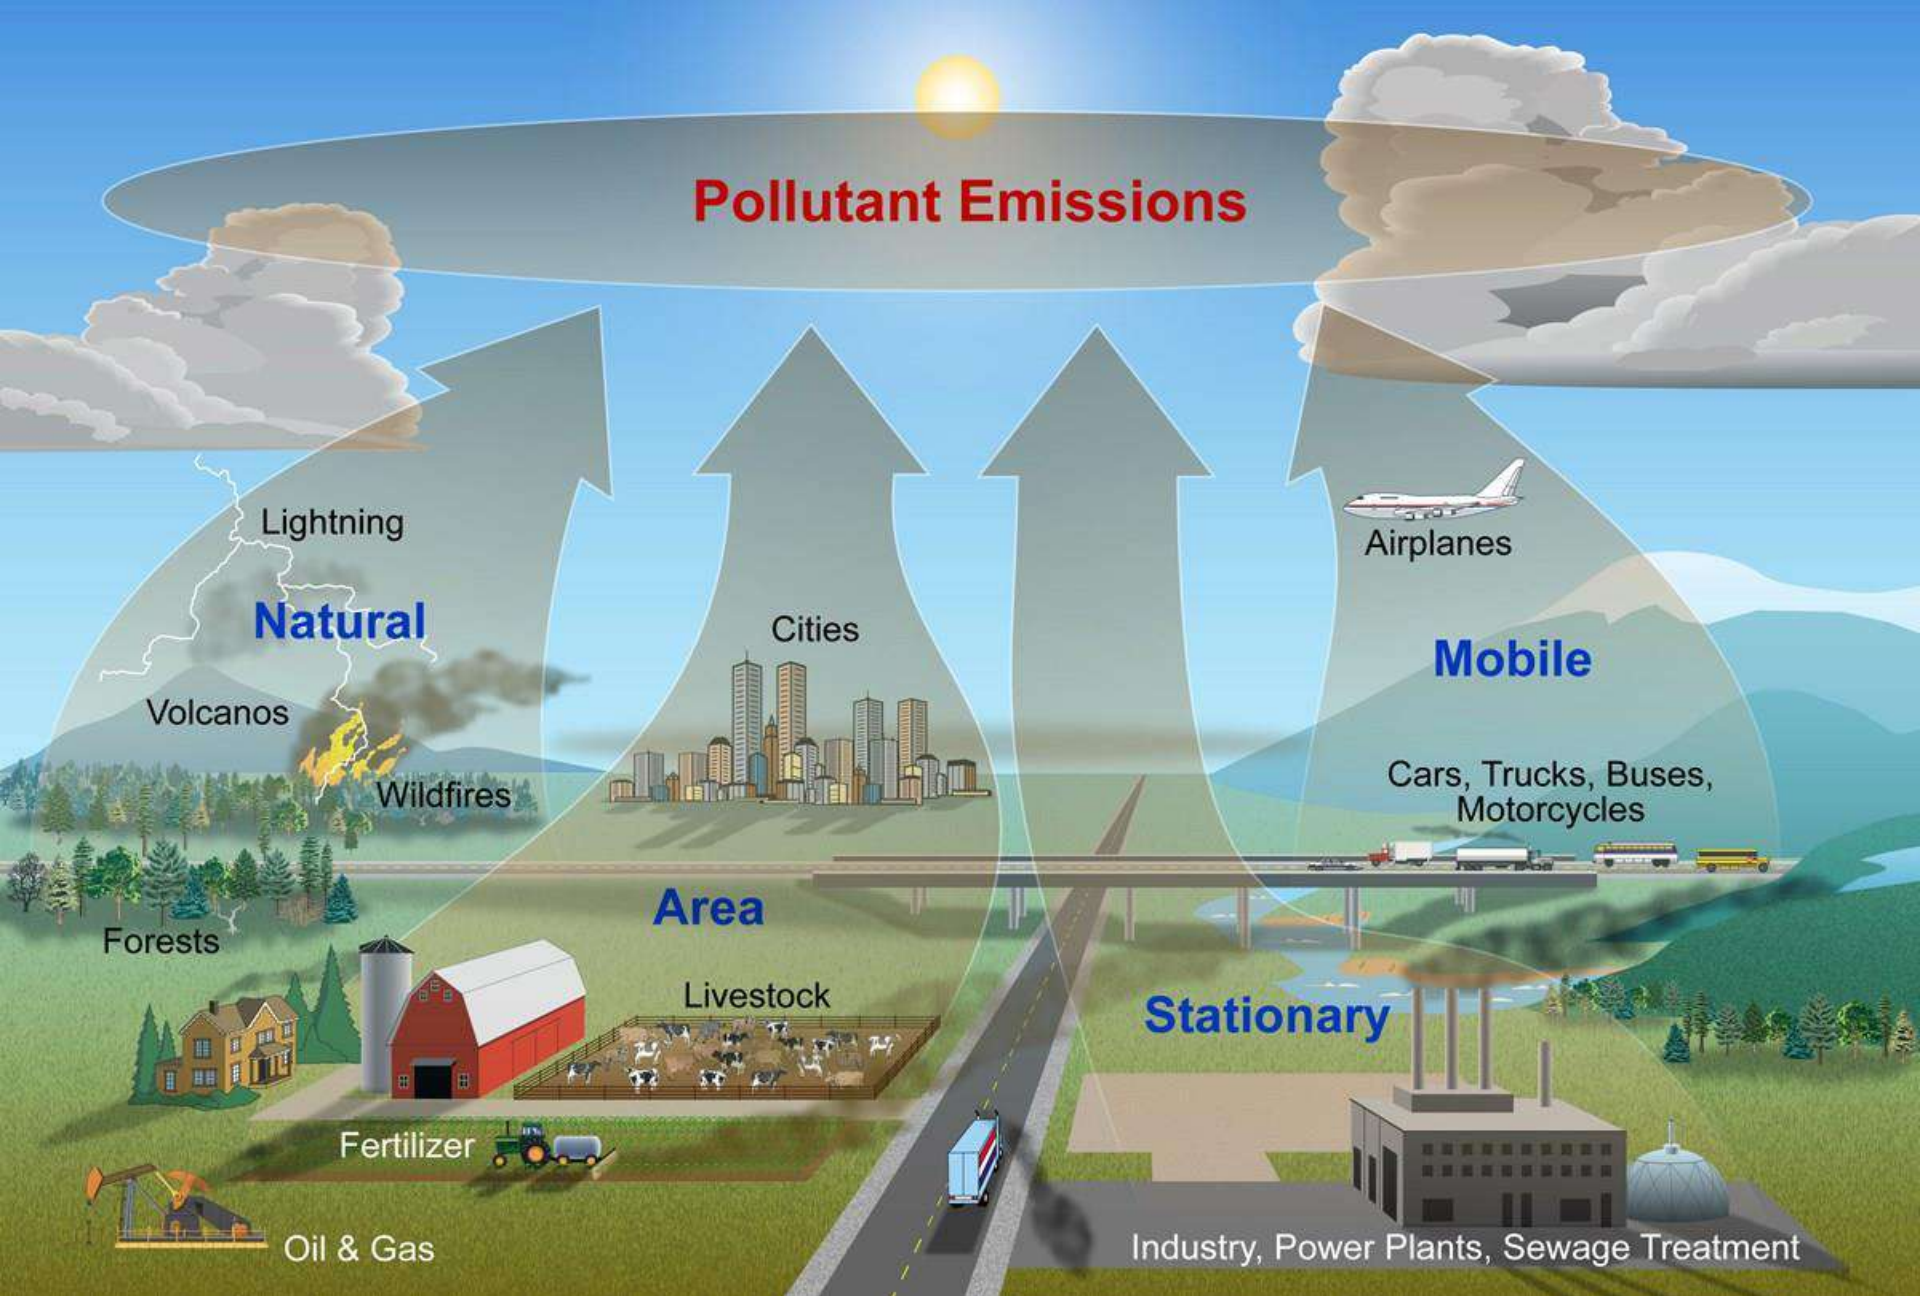 Pollutant Emissions
Lightning
Natural
Volcanos
Wildfires
Forests
Cities
Area
Livestock
Fertilizer
Oil & Gas
Airplanes
Mobile
Cars, Trucks, Buses,
Motorcycles
Stationary
Industry, Power Plants, Sewage Treatment